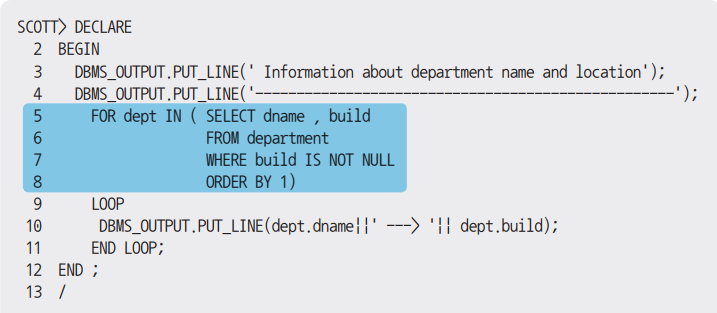 SCOTT> DECLARE
2 BEGIN
3 DBMS_OUTPUT.PUT_LINE(' Information about department name and location');
4 DBMS_OUTPUT.PUT_LINE('-----------------------------------------------------');
5 FOR dept IN ( SELECT dname , build
6 FROM department
7 WHERE build IS NOT NULL
8 ORDER BY 1)
9 LOOP
10 DBMS_OUTPUT.PUT_LINE(dept.dname||' ---> '|| dept.build);
11 END LOOP;
12 END ;
13 /